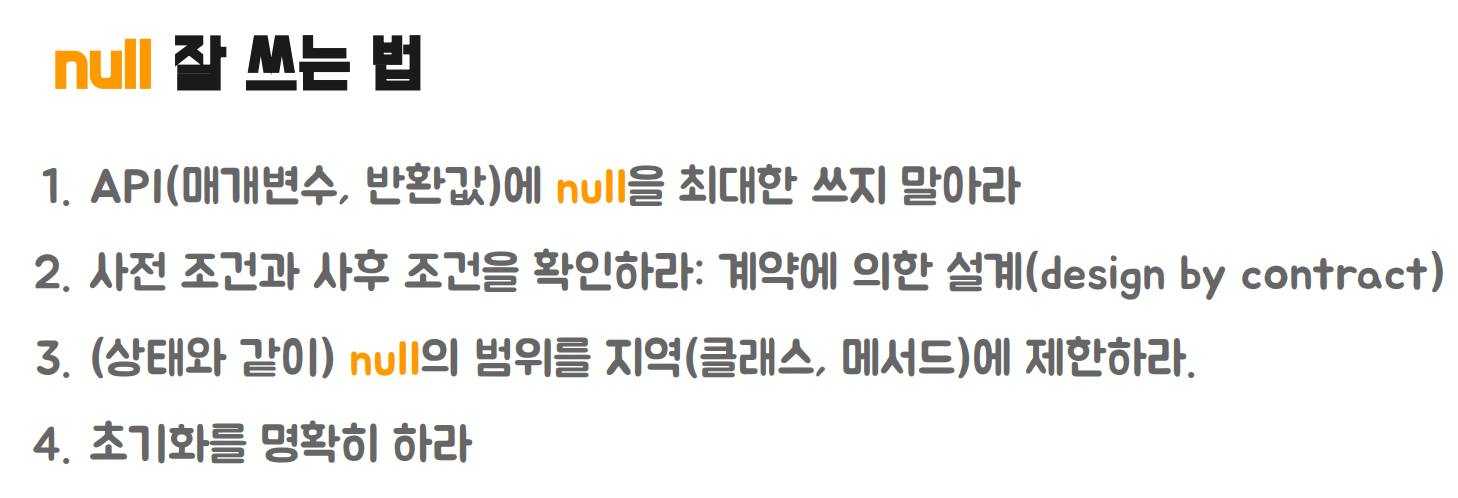 null 잘 쓰는 법
1. API(매개변수, 반환값)에 null을 최대한 쓰지 말아라
2. 사전 조건과 사후 조건을 확인하라: 계약에 의한 설계(design by contract)
3. (상태와 같이) null의 범위를 지역(클래스, 메서드)에 제한하라.
4. 초기화를 명확히 하라